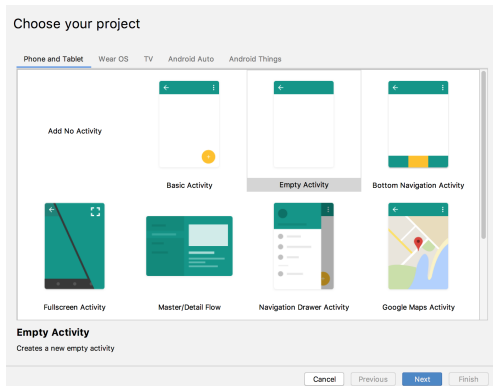 Choose your project
Phone and Tablet Wear OS TV Android Auto Android Things
Add No Activity
Basic Activity Empty Activity Bottom Navigation Activity
Fullscreen Activity Master/Detail Flow Navigation Drawer Activity Google Maps Activity
Empty Activity
Creates a new empty activity
Cancel Previous Next Finish